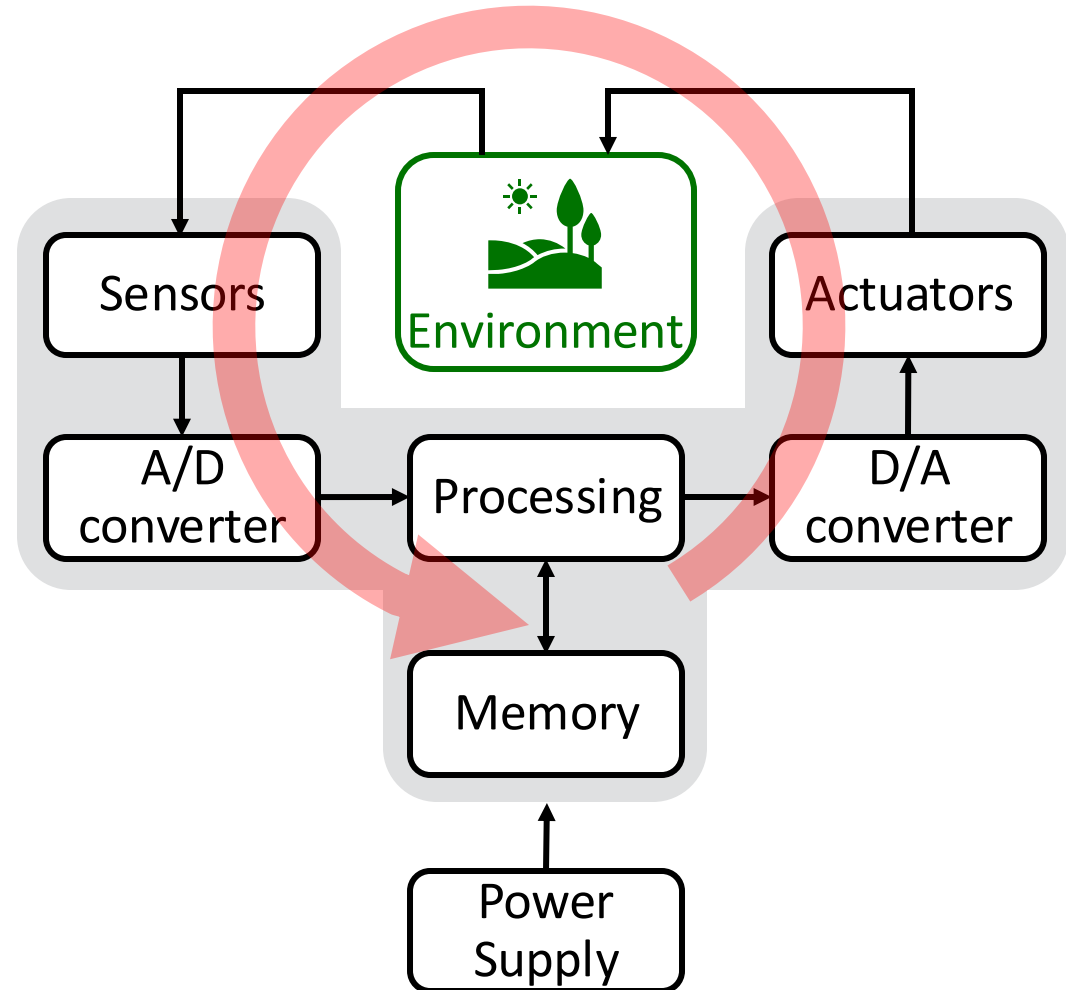 Environment
Sensors
Actuators
A/D
converter
Processing
D/A
converter
Memory
Power
Supply